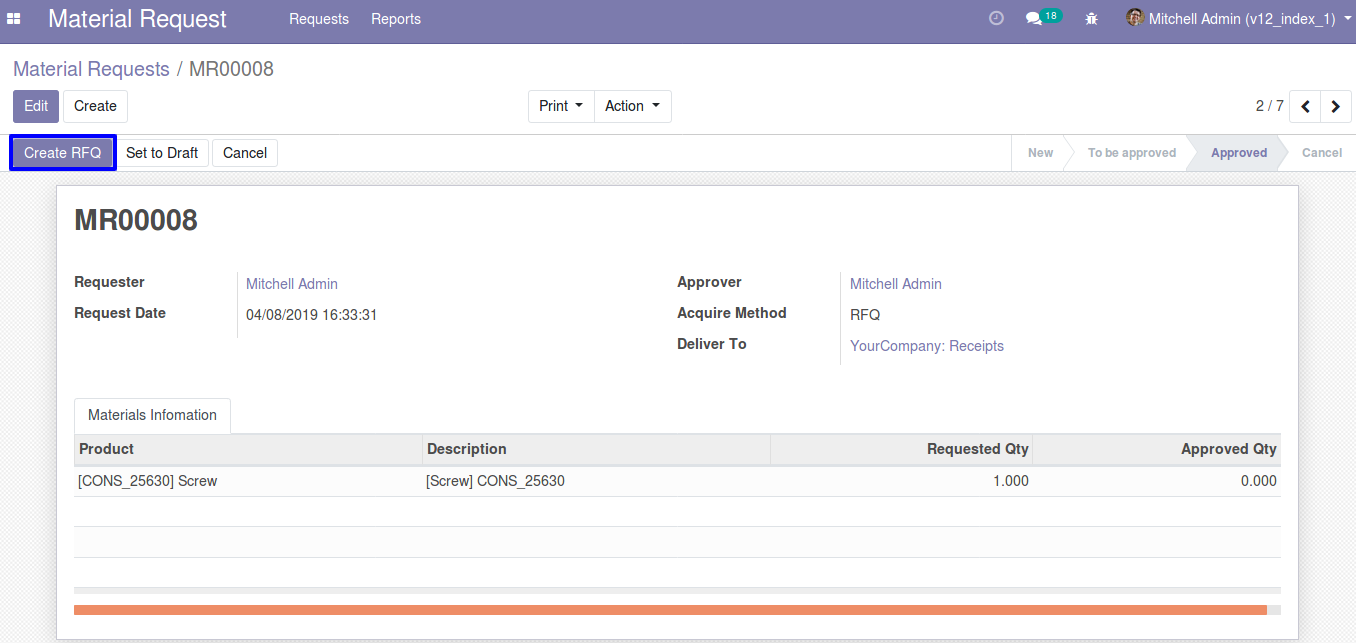 Material Request Requests Reports 18 Mitchell Admin (v12_index_1)
Material Requests / MR00008
Edit Create Print Action 2 / 7
Create RFQ Set to Draft Cancel New To be approved Approved Cancel
MR00008
Requester Mitchell Admin Approver Mitchell Admin
Request Date 04/08/2019 16:33:31 Acquire Method RFQ
Deliver To YourCompany: Receipts
Materials Infomation
Product Description Requested Qty Approved Qty
[CONS_25630] Screw [Screw] CONS_25630 1.000 0.000